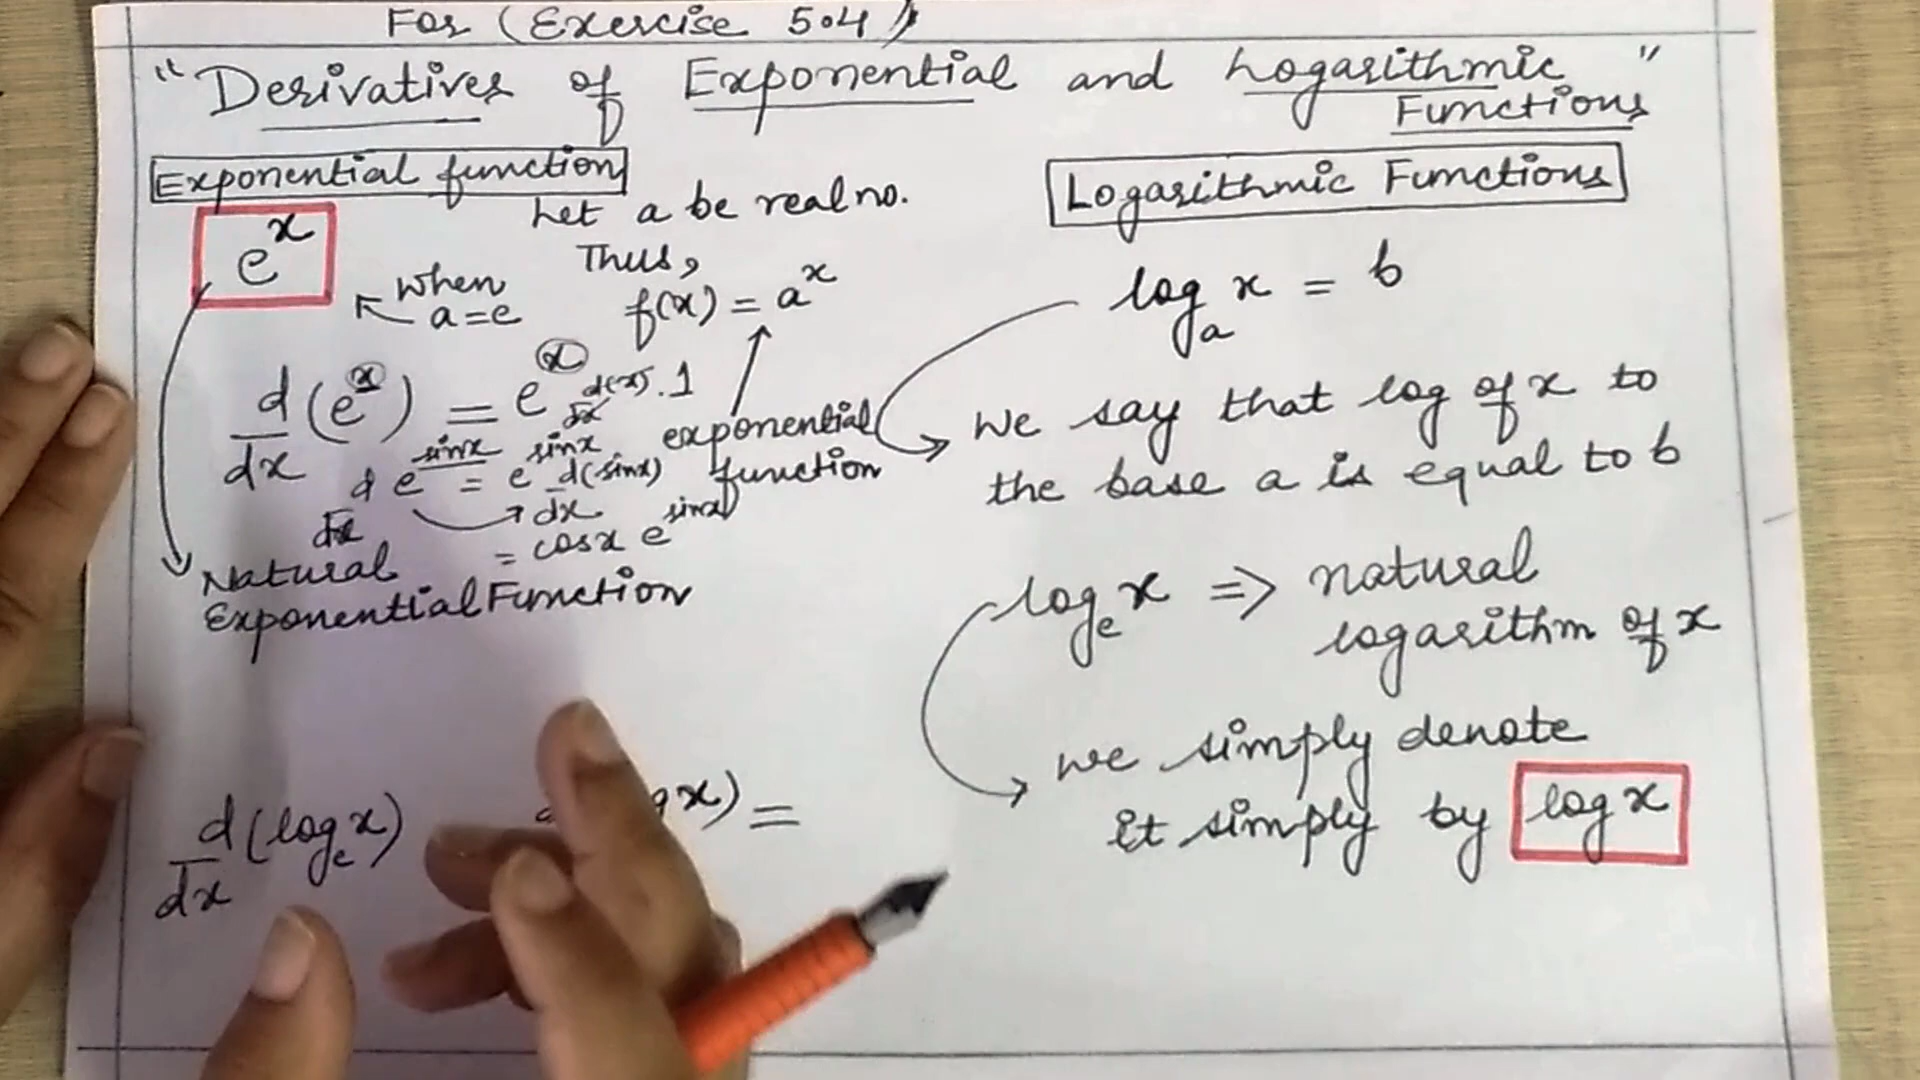 For (Exercise 5.4)
"Derivatives of Exponential and Logarithmic
Functions"
Exponential function
Let a be real no.
e^x
Thus,
when
a=e
f(x) = a^x
d/dx (e^x) = e^x d(x)/dx . 1
exponential
function
d/dx e^sinx = e^sinx d(sinx)/dx
= cosx e^sinx
Natural
Exponential Function
d/dx (log_e x)
x) =
Logarithmic Functions
log_a x = b
We say that log of x to
the base a is equal to b
log_e x => natural
logarithm of x
we simply denote
it simply by log x